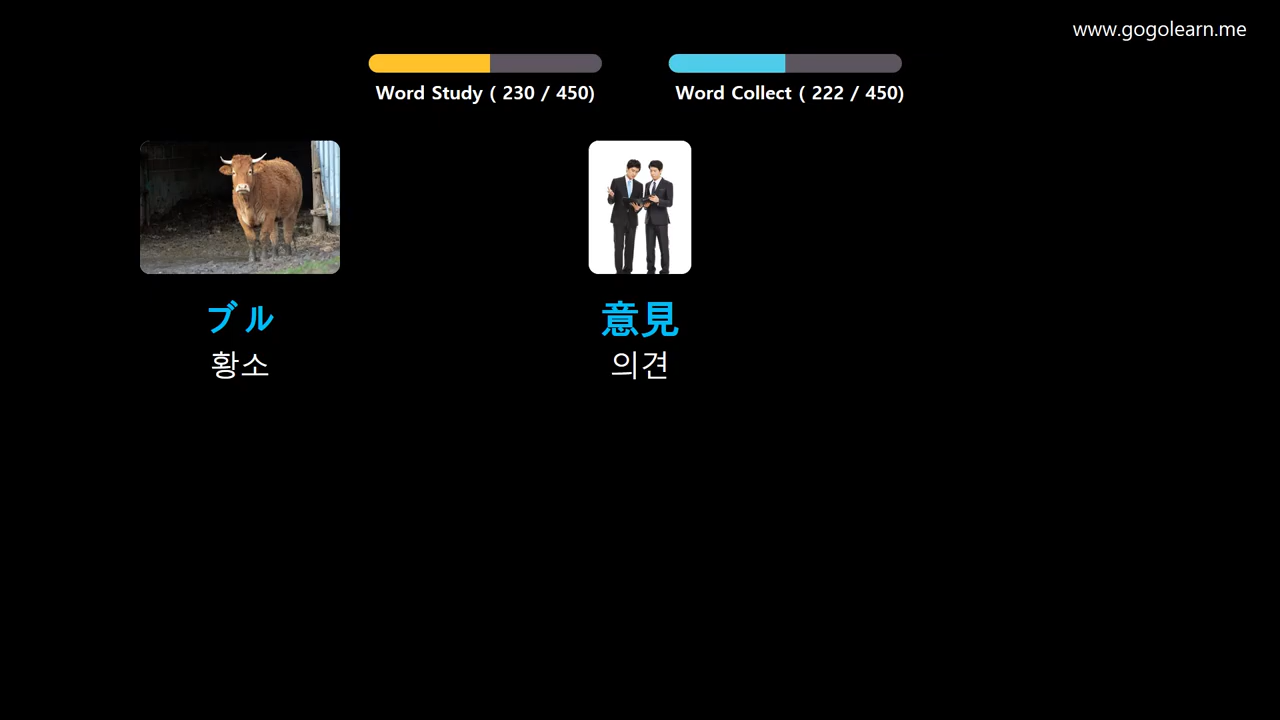 www.gogolearn.me
Word Study ( 230 / 450)
Word Collect ( 222 / 450)
ブル
황소
意見
의견